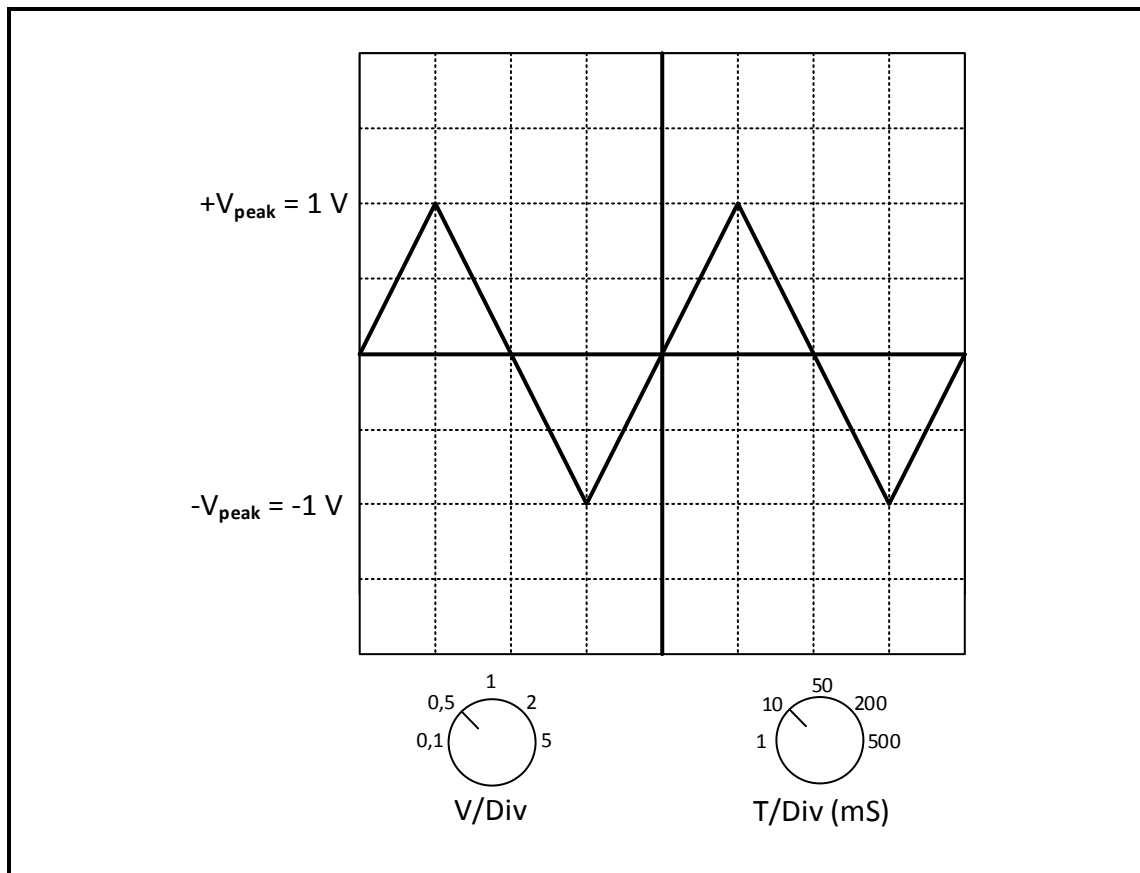 +Vpeak = 1 V
-Vpeak = -1 V
1
0,5
2
0,1
5
V/Div
50
10
200
1
500
T/Div (mS)